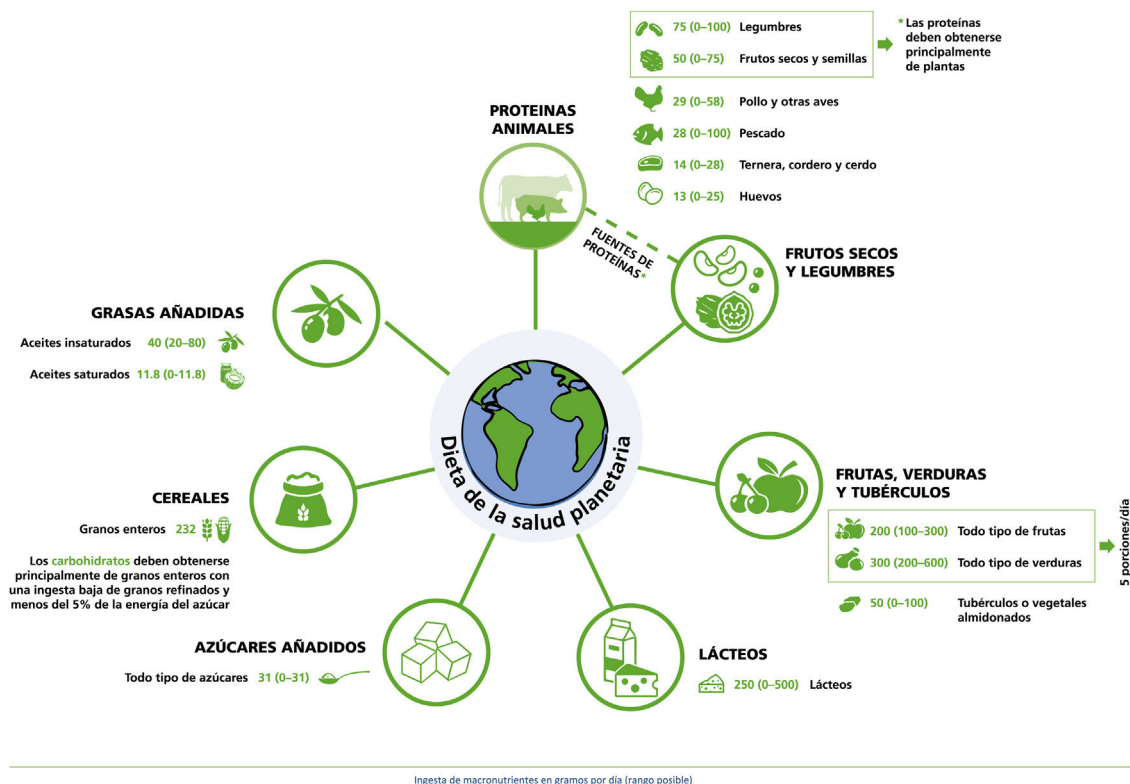 75 (0–100) Legumbres
50 (0–75) Frutos secos y semillas
* Las proteínas
deben obtenerse
principalmente
de plantas
29 (0–58) Pollo y otras aves
28 (0–100) Pescado
14 (0–28) Ternera, cordero y cerdo
13 (0–25) Huevos
PROTEINAS
ANIMALES
FUENTES DE
PROTEÍNAS*
FRUTOS SECOS
Y LEGUMBRES
GRASAS AÑADIDAS
Aceites insaturados 40 (20–80)
Aceites saturados 11.8 (0-11.8)
Dieta de la salud planetaria
CEREALES
Granos enteros 232
Los carbohidratos deben obtenerse
principalmente de granos enteros con
una ingesta baja de granos refinados y
menos del 5% de la energía del azúcar
FRUTAS, VERDURAS
Y TUBÉRCULOS
200 (100–300) Todo tipo de frutas
300 (200–600) Todo tipo de verduras
5 porciones/día
50 (0–100) Tubérculos o vegetales
almidonados
AZÚCARES AÑADIDOS
Todo tipo de azúcares 31 (0–31)
LÁCTEOS
250 (0–500) Lácteos
Ingesta de macronutrientes en gramos por día (rango posible)